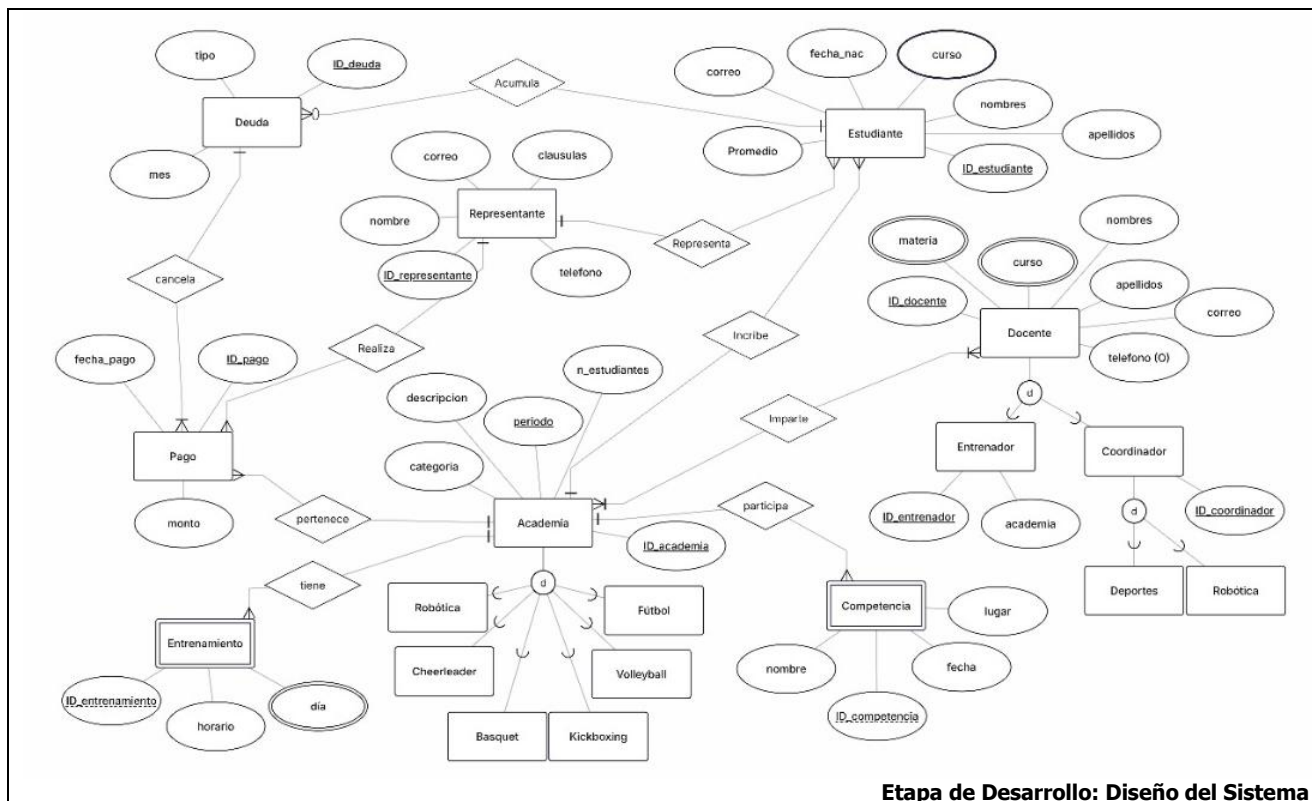 tipo
ID_deuda
Deuda
mes
Acumula
correo
fecha_nac
curso
nombres
apellidos
Estudiante
Promedio
ID_estudiante
correo
clausulas
nombre
Representante
ID_representante
telefono
Representa
materia
curso
nombres
ID_docente
apellidos
correo
Docente
telefono (O)
cancela
Realiza
Incribe
fecha_pago
ID_pago
Pago
monto
descripcion
n_estudiantes
periodo
categoria
Academia
ID_academia
Imparte
d
Entrenador
Coordinador
ID_entrenador
academia
d
ID_coordinador
Deportes
Robótica
pertenece
participa
tiene
d
Robótica
Fútbol
Cheerleader
Volleyball
Basquet
Kickboxing
Entrenamiento
ID_entrenamiento
horario
día
Competencia
lugar
nombre
fecha
ID_competencia
Etapa de Desarrollo: Diseño del Sistema